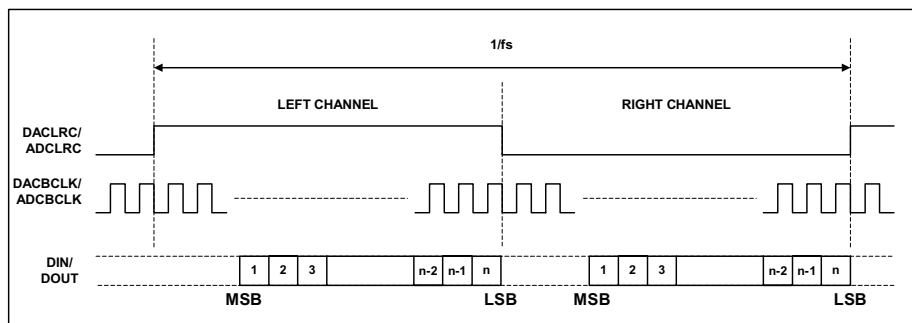 1/fs
LEFT CHANNEL
RIGHT CHANNEL
DACLRC/
ADCLRC
DACBCLK/
ADCBCLK
DIN/
DOUT
1 2 3 n-2 n-1 n 1 2 3 n-2 n-1 n
MSB LSB MSB LSB